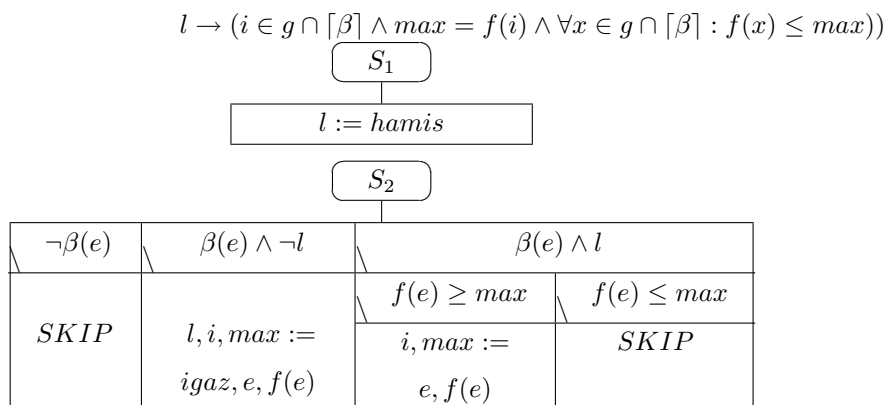 l → (i ∈ g ∩ ⌈β⌉ ∧ max = f(i) ∧ ∀x ∈ g ∩ ⌈β⌉ : f(x) ≤ max))
S₁
l := hamis
S₂
¬β(e) β(e) ∧ ¬l β(e) ∧ l
f(e) ≥ max f(e) ≤ max
SKIP l, i, max := i, max := SKIP
igaz, e, f(e) e, f(e)